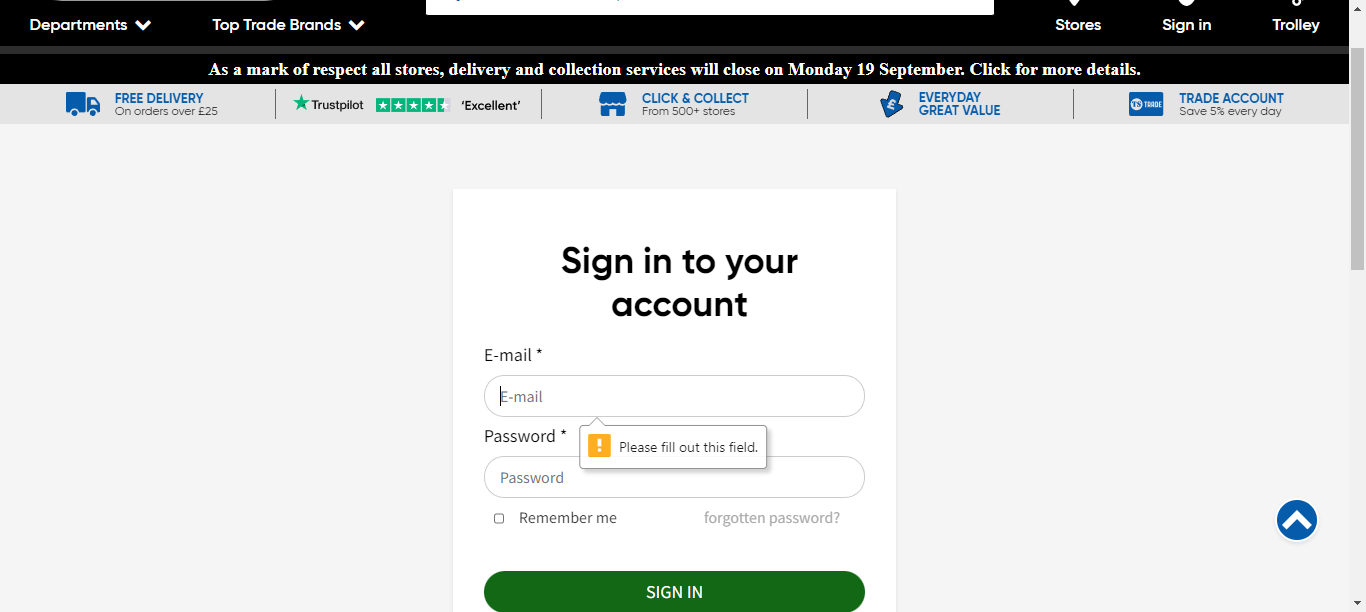 Departments
Top Trade Brands
Stores
Sign in
Trolley
As a mark of respect all stores, delivery and collection services will close on Monday 19 September. Click for more details.
FREE DELIVERY
On orders over £25
Trustpilot
‘Excellent’
CLICK & COLLECT
From 500+ stores
£
EVERYDAY
GREAT VALUE
TS TRADE
TRADE ACCOUNT
Save 5% every day
Sign in to your
account
E-mail *
E-mail
Password *
Please fill out this field.
Password
Remember me
forgotten password?
SIGN IN